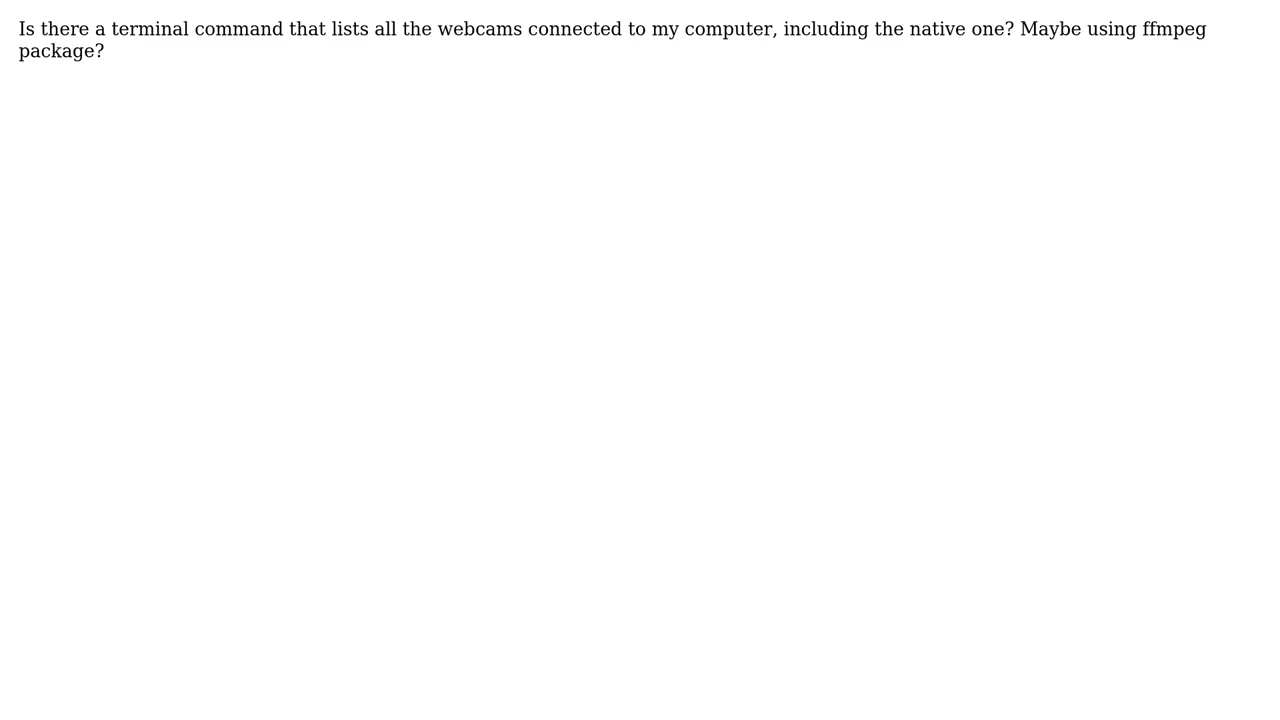 Is there a terminal command that lists all the webcams connected to my computer, including the native one? Maybe using ffmpeg
package?